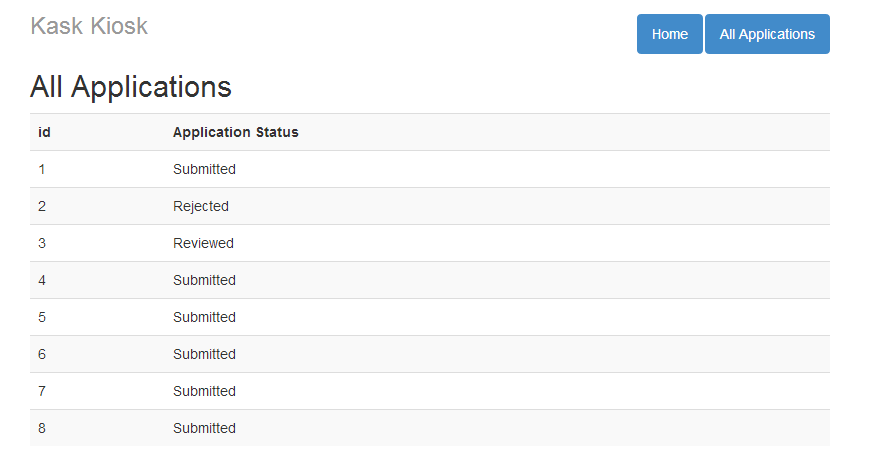 Kask Kiosk
Home All Applications
All Applications
id Application Status
1 Submitted
2 Rejected
3 Reviewed
4 Submitted
5 Submitted
6 Submitted
7 Submitted
8 Submitted